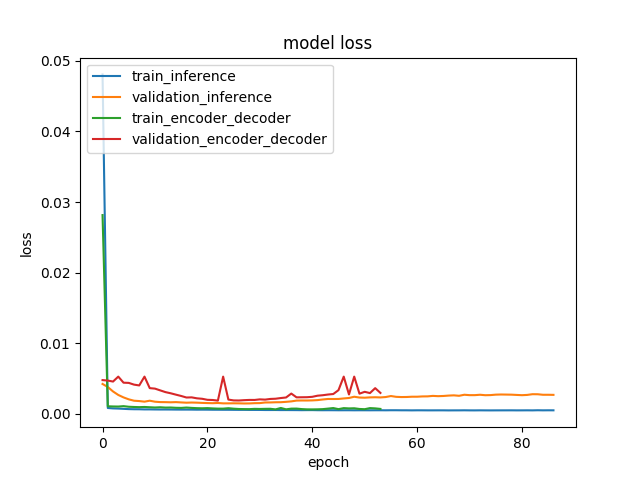 model loss
train_inference
validation_inference
train_encoder_decoder
validation_encoder_decoder
0.05
0.04
0.03
0.02
0.01
0.00
loss
0 20 40 60 80
epoch